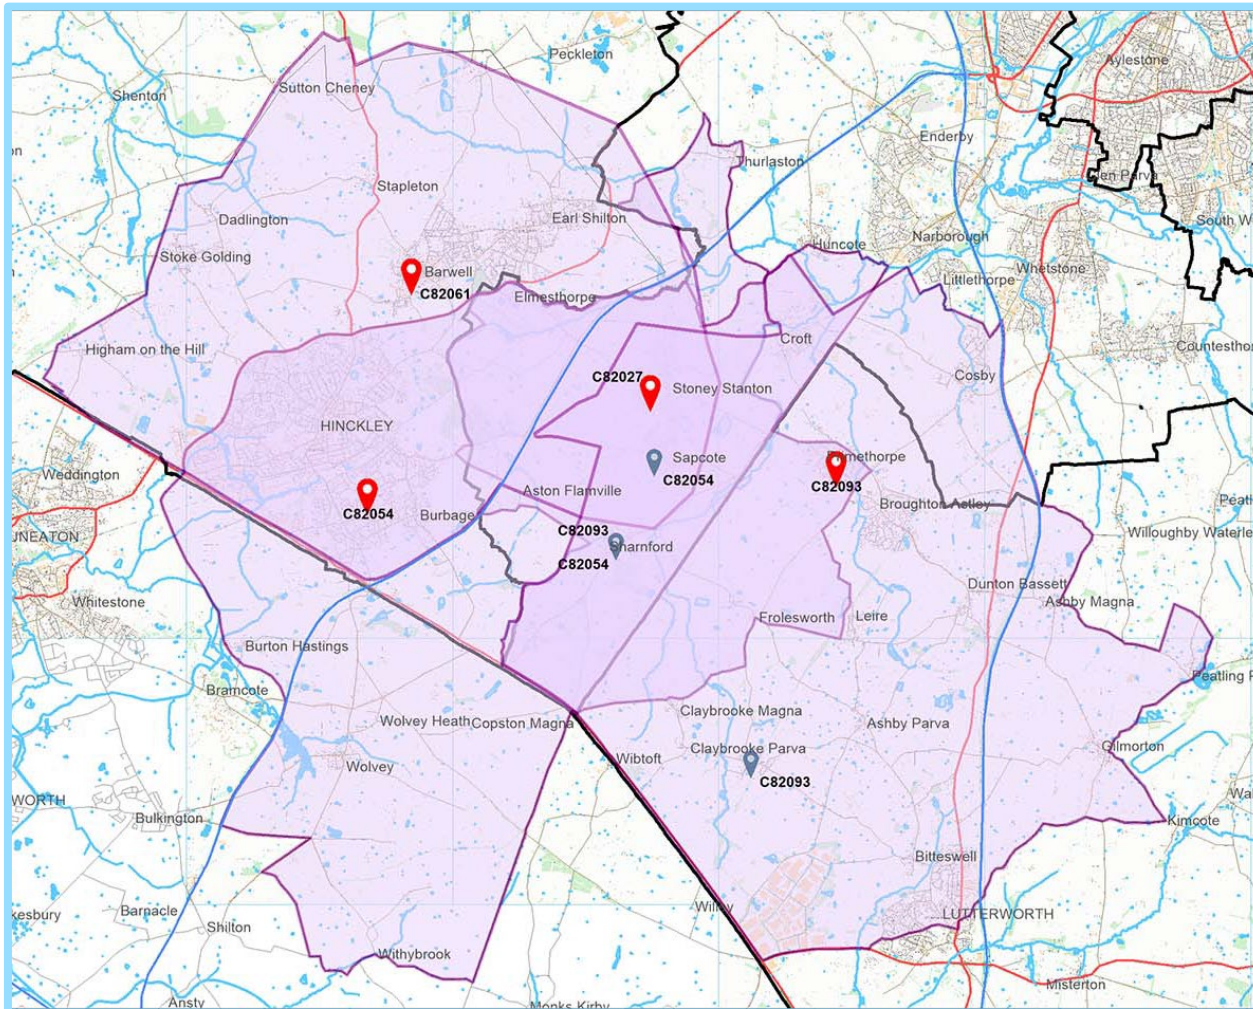 Peckleton
Aylestone
Sutton Cheney
Shenton
Enderby
Thurlaston
Glen Parva
Stapleton
Earl Shilton
Dadlington
South W
Narborough
Huncote
Stoke Golding
Barwell
Whetstone
Littlethorpe
C82061
Elmesthorpe
Croft
Countesthor
Higham on the Hill
C82027
Cosby
Stoney Stanton
HINCKLEY
Sapcote
Weddington
C82054
C82093
Aston Flamville
Broughton Astley
Peat
C82054
Burbage
C82093
Willoughby Waterle
NUNEATON
Sharnford
C82054
Dunton Bassett
Whitestone
Ashby Magna
Frolesworth
Leire
Burton Hastings
Peatling P
Bramcote
Claybrooke Magna
Wolvey Heath
Copston Magna
Ashby Parva
Claybrooke Parva
Gilmorton
Wibtoft
Wolvey
C82093
WORTH
Bulkington
Kimcote
Bitteswell
Willey
Barnacle
kesbury
LUTTERWORTH
Shilton
Withybrook
Misterton
Ansty
Monks Kirby